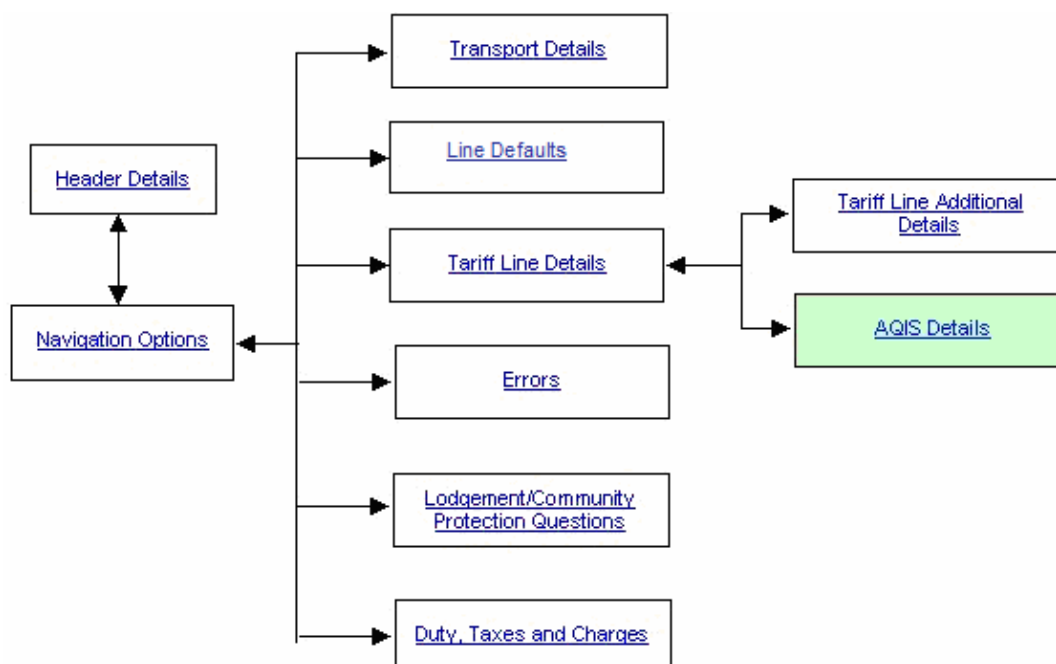 Transport Details
Line Defaults
Header Details
Tariff Line Additional
Details
Tariff Line Details
Navigation Options
AQIS Details
Errors
Lodgement/Community
Protection Questions
Duty, Taxes and Charges